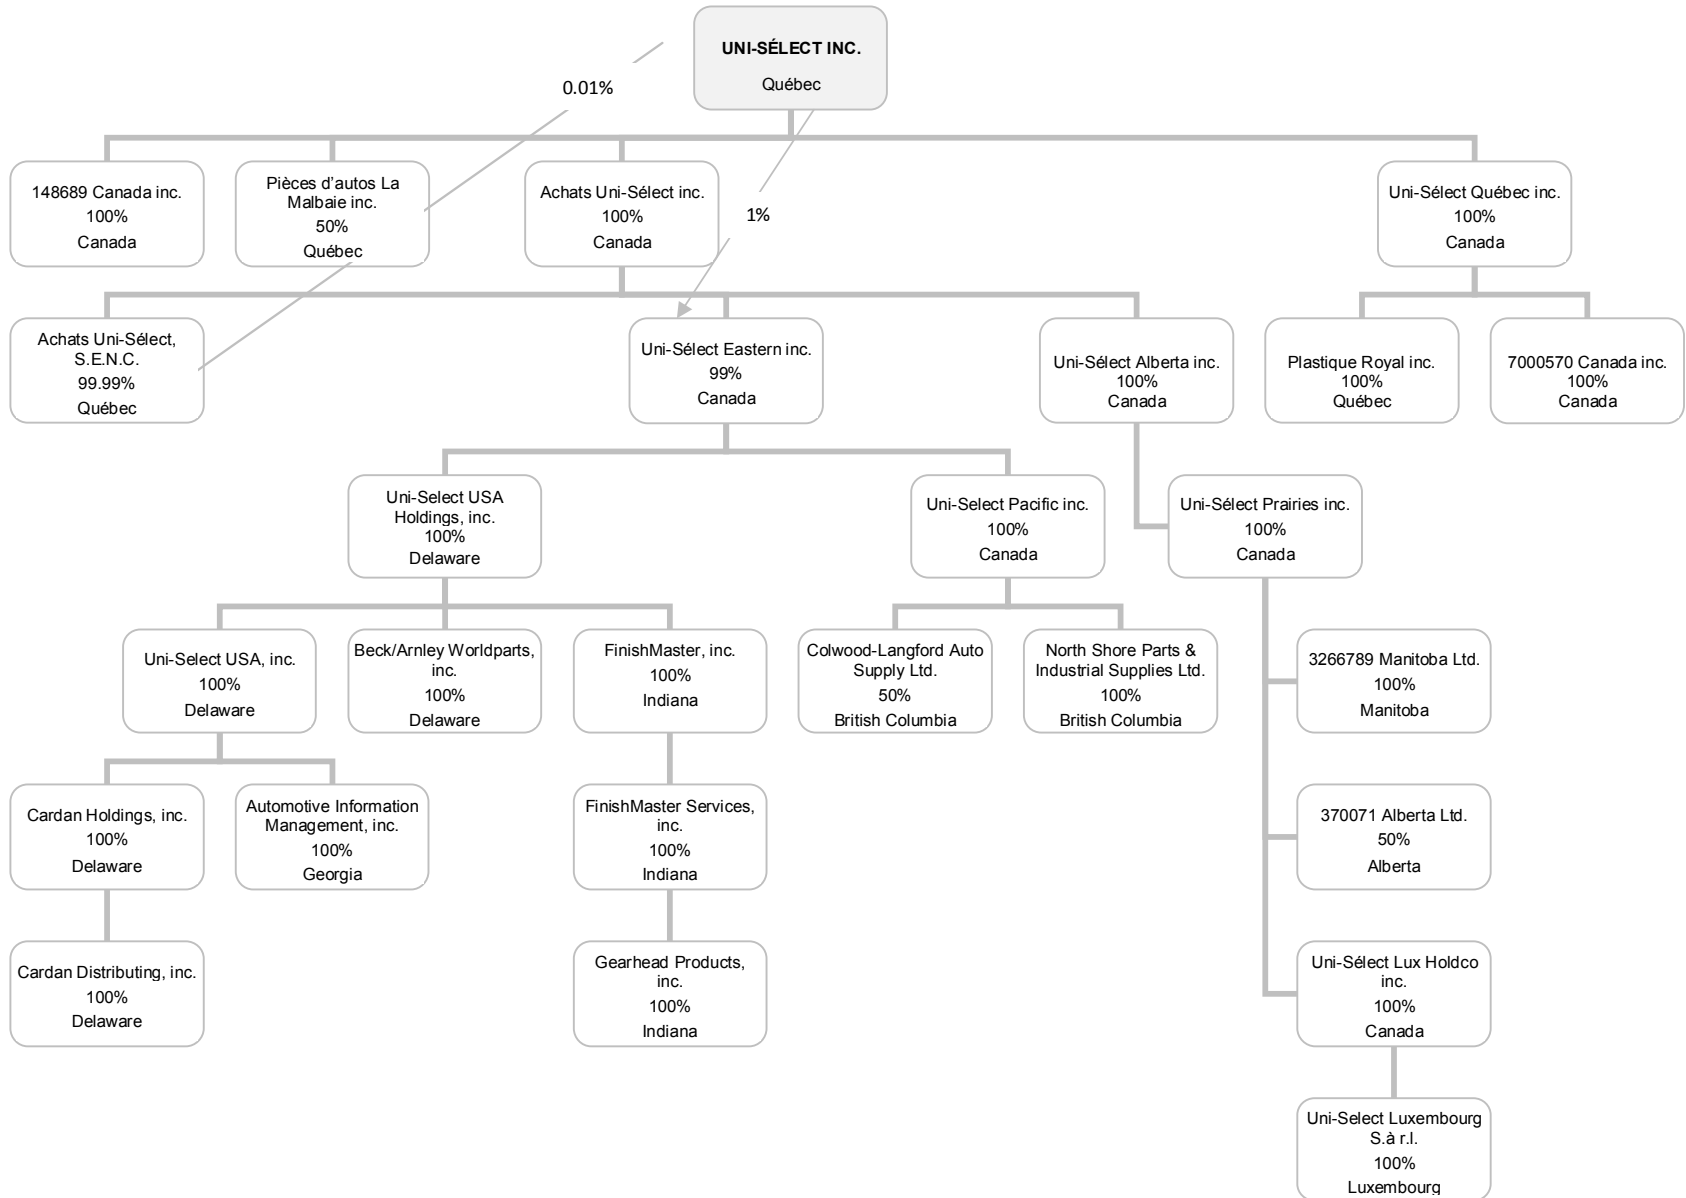 UNI-SÉLECT INC.
Québec
0.01%
148689 Canada inc.
100%
Canada
Pièces d'autos La
Malbaie inc.
50%
Québec
Achats Uni-Sélect inc.
100%
Canada
1%
Uni-Sélect Québec inc.
100%
Canada
Achats Uni-Sélect,
S.E.N.C.
99.99%
Québec
Uni-Sélect Eastern inc.
99%
Canada
Uni-Sélect Alberta inc.
100%
Canada
Plastique Royal inc.
100%
Québec
7000570 Canada inc.
100%
Canada
Uni-Select USA
Holdings, inc.
100%
Delaware
Uni-Select Pacific inc.
100%
Canada
Uni-Sélect Prairies inc.
100%
Canada
Uni-Select USA, inc.
100%
Delaware
Beck/Arnley Worldparts,
inc.
100%
Delaware
FinishMaster, inc.
100%
Indiana
Colwood-Langford Auto
Supply Ltd.
50%
British Columbia
North Shore Parts &
Industrial Supplies Ltd.
100%
British Columbia
3266789 Manitoba Ltd.
100%
Manitoba
Cardan Holdings, inc.
100%
Delaware
Automotive Information
Management, inc.
100%
Georgia
FinishMaster Services,
inc.
100%
Indiana
370071 Alberta Ltd.
50%
Alberta
Cardan Distributing, inc.
100%
Delaware
Gearhead Products,
inc.
100%
Indiana
Uni-Sélect Lux Holdco
inc.
100%
Canada
Uni-Select Luxembourg
S.à r.l.
100%
Luxembourg